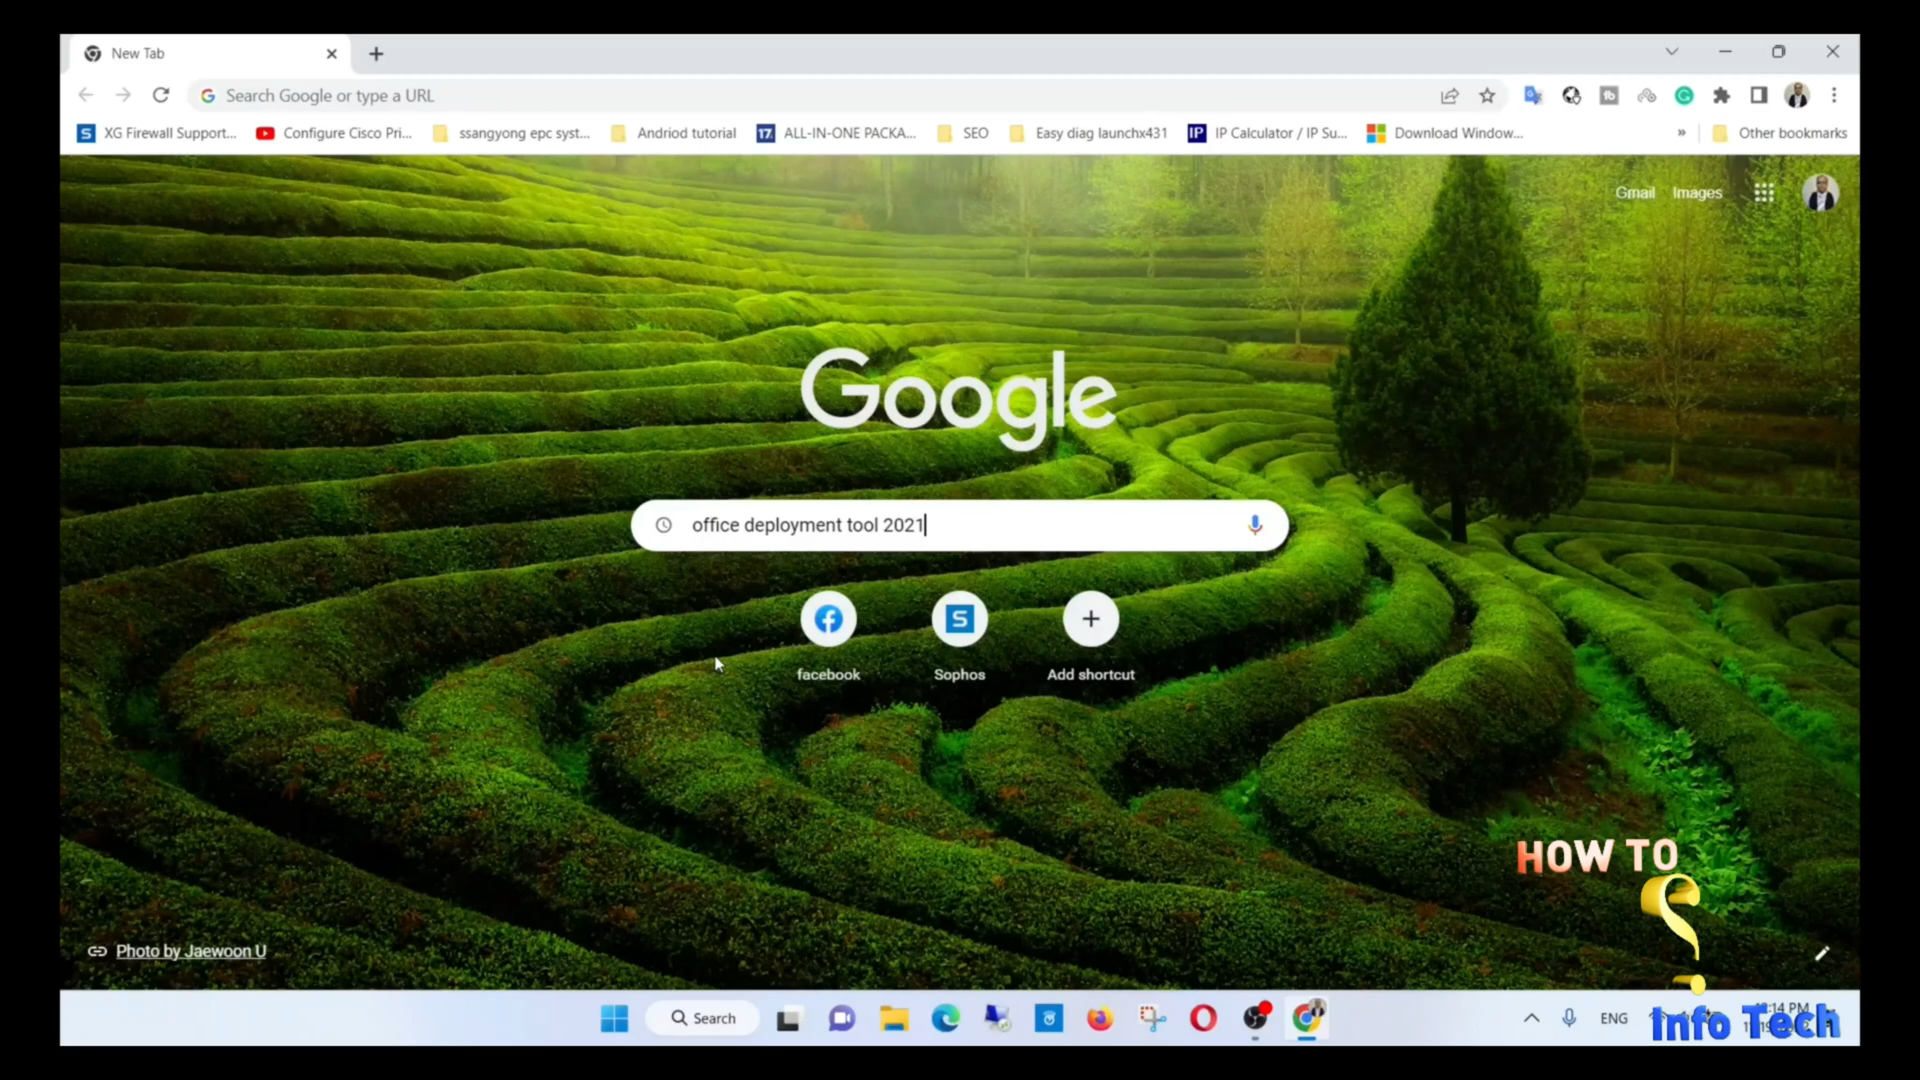 New Tab
Search Google or type a URL
XG Firewall Support... Configure Cisco Pri... ssangyong epc syst... Andriod tutorial ALL-IN-ONE PACKA... SEO Easy diag launchx431 IP Calculator / IP Su... Download Window... » Other bookmarks
Gmail Images
Google
office deployment tool 2021
facebook Sophos Add shortcut
HOW TO
Photo by Jaewoon U
Search
ENG
Info Tech